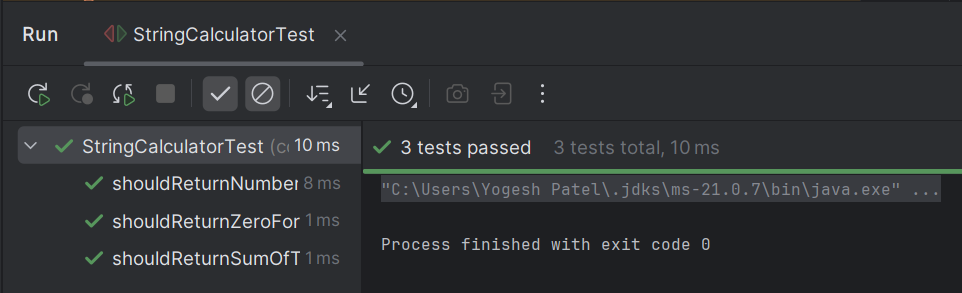 Run StringCalculatorTest
StringCalculatorTest (co 10 ms
shouldReturnNumber 8 ms
shouldReturnZeroFor 1 ms
shouldReturnSumOfT 1 ms
3 tests passed 3 tests total, 10 ms
"C:\Users\Yogesh Patel\.jdks\ms-21.0.7\bin\java.exe" ...
Process finished with exit code 0